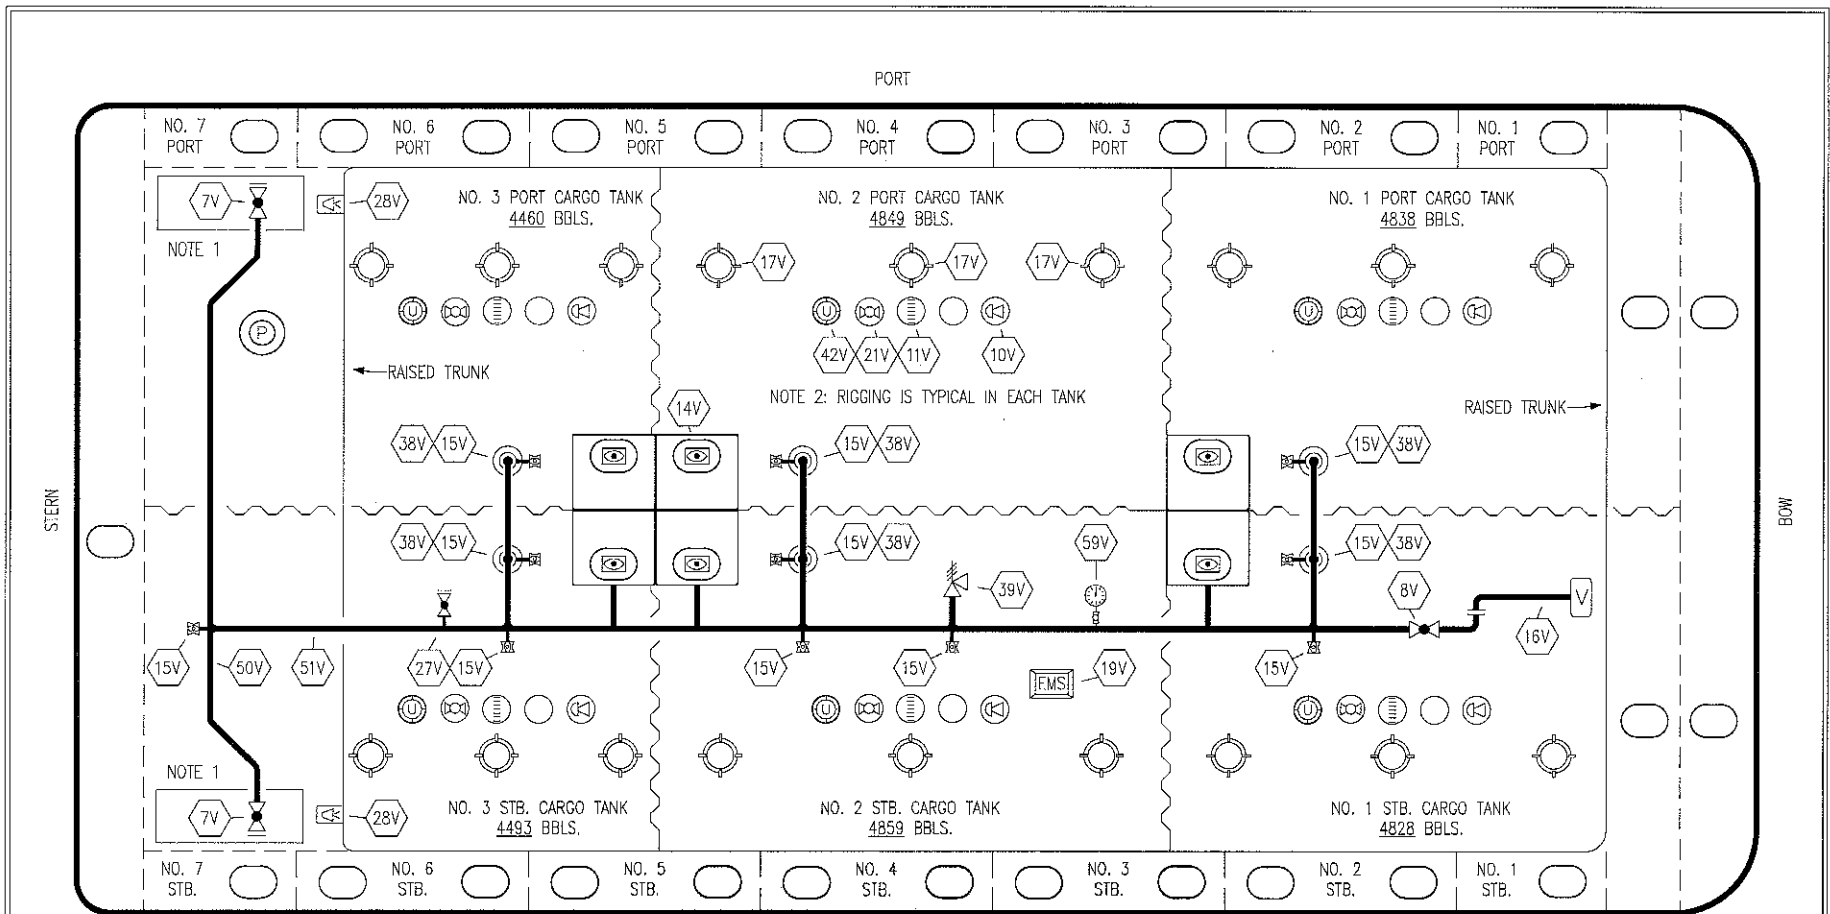 PORT
NO. 7 PORT
NO. 6 PORT
NO. 5 PORT
NO. 4 PORT
NO. 3 PORT
NO. 2 PORT
NO. 1 PORT
7V
28V
NO. 3 PORT CARGO TANK
4460 BBLS.
NO. 2 PORT CARGO TANK
4849 BBLS.
NO. 1 PORT CARGO TANK
4838 BBLS.
NOTE 1
17V
17V
17V
U
U
U
P
42V
21V
11V
10V
RAISED TRUNK
NOTE 2: RIGGING IS TYPICAL IN EACH TANK
RAISED TRUNK
14V
38V
15V
15V
38V
15V
38V
STERN
BOW
38V
15V
15V
38V
59V
15V
38V
39V
8V
V
15V
50V
51V
27V
15V
15V
15V
F.M.S.
19V
15V
16V
U
U
U
NOTE 1
7V
28V
NO. 3 STB. CARGO TANK
4493 BBLS.
NO. 2 STB. CARGO TANK
4859 BBLS.
NO. 1 STB. CARGO TANK
4828 BBLS.
NO. 7 STB.
NO. 6 STB.
NO. 5 STB.
NO. 4 STB.
NO. 3 STB.
NO. 2 STB.
NO. 1 STB.